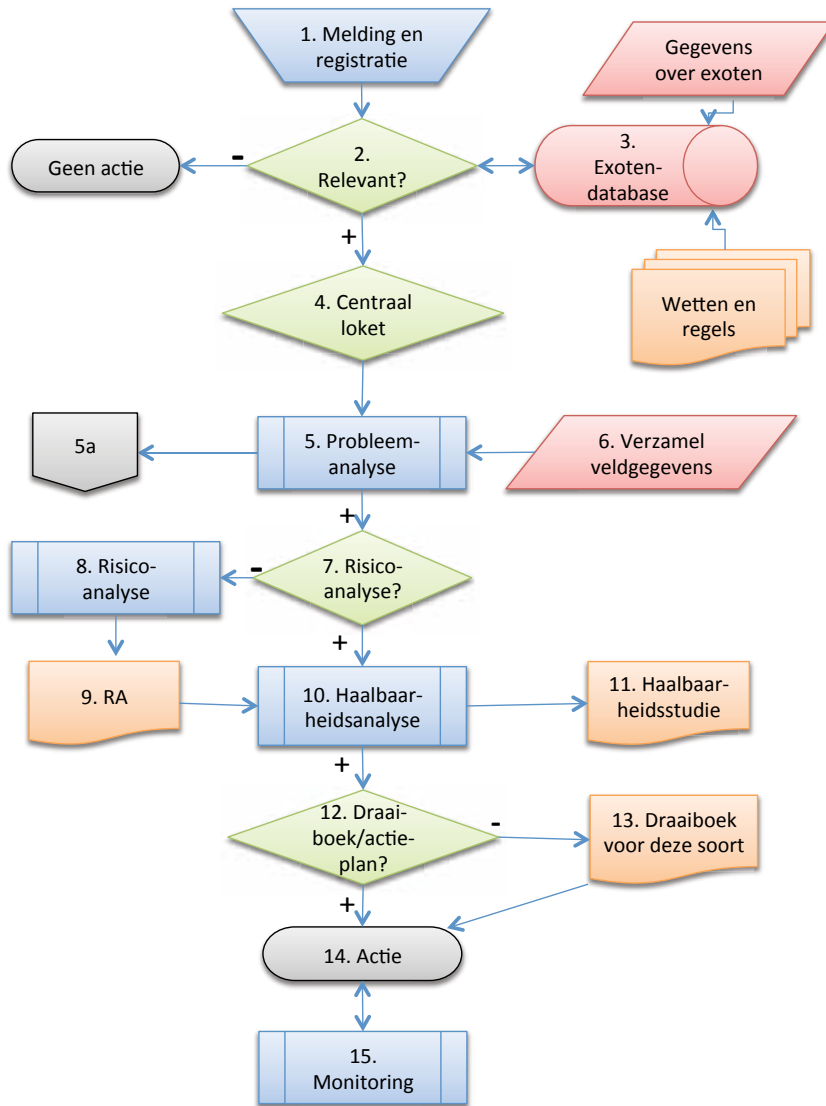 1. Melding en
registratie
Gegevens
over exoten
2.
Relevant?
-
Geen actie
3.
Exoten-
database
+
4. Centraal
loket
Wetten en
regels
5a
5. Probleem-
analyse
6. Verzamel
veldgegevens
+
8. Risico-
analyse
-
7. Risico-
analyse?
+
9. RA
10. Haalbaar-
heidsanalyse
11. Haalbaar-
heidsstudie
+
12. Draai-
boek/actie-
plan?
-
13. Draaiboek
voor deze soort
+
14. Actie
15.
Monitoring